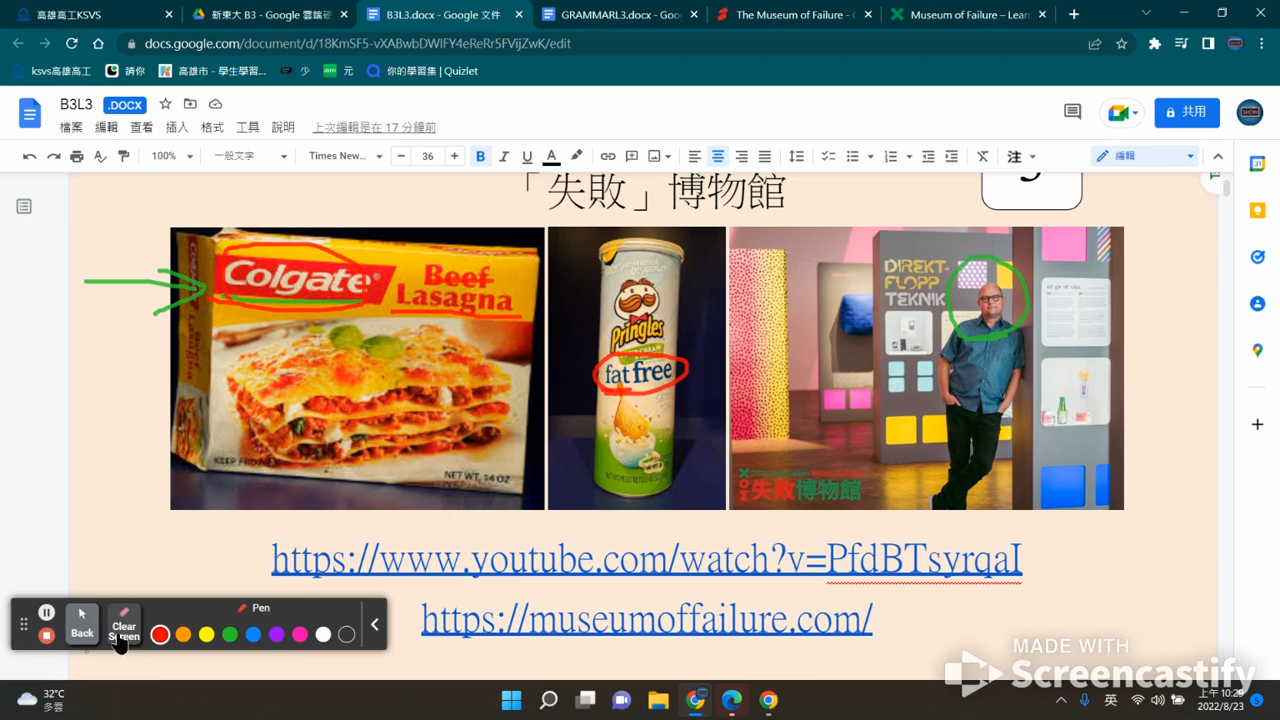 高雄高工KSVS
新東大 B3 - Google 雲端硬
B3L3.docx - Google 文件
GRAMMARL3.docx - Goo
The Museum of Failure - C
Museum of Failure – Lear
docs.google.com/document/d/18KmSF5-vXABwbDWlFY4eReRr5FVijZwK/edit
ksvs高雄高工
請你
高雄市 - 學生學習...
少
元
你的學習集 | Quizlet
B3L3
.DOCX
檔案
編輯
查看
插入
格式
工具
說明
上次編輯是在 17 分鐘前
共用
100%
一般文字
Times New...
36
B
I
U
A
注
編輯
「失敗」博物館
Colgate®
Beef
Lasagna
KEEP FROZEN
NET WT. 14 OZ
Pringles
fat free
DIREKT-
FLOPP
TEKNIK
失敗博物館
https://www.youtube.com/watch?v=PfdBTsyrqaI
https://museumoffailure.com/
Back
Clear
Screen
Pen
MADE WITH
Screencastify
32°C
多雲
英
上午 10:29
2022/8/23
5